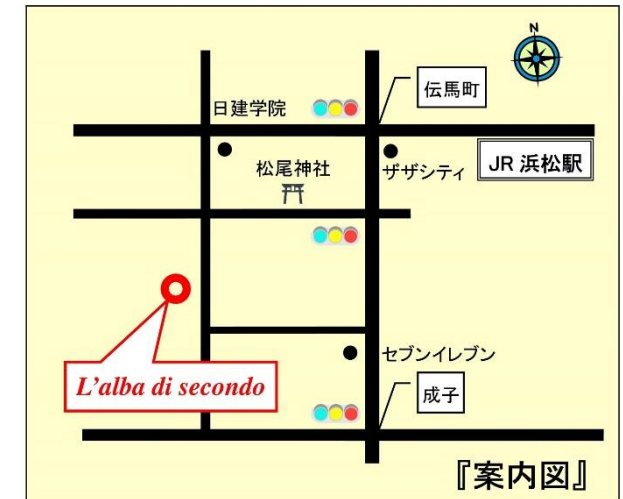 N
伝馬町
日建学院
松尾神社
ザザシティ
JR 浜松駅
セブンイレブン
L'alba di secondo
成子
『案内図』